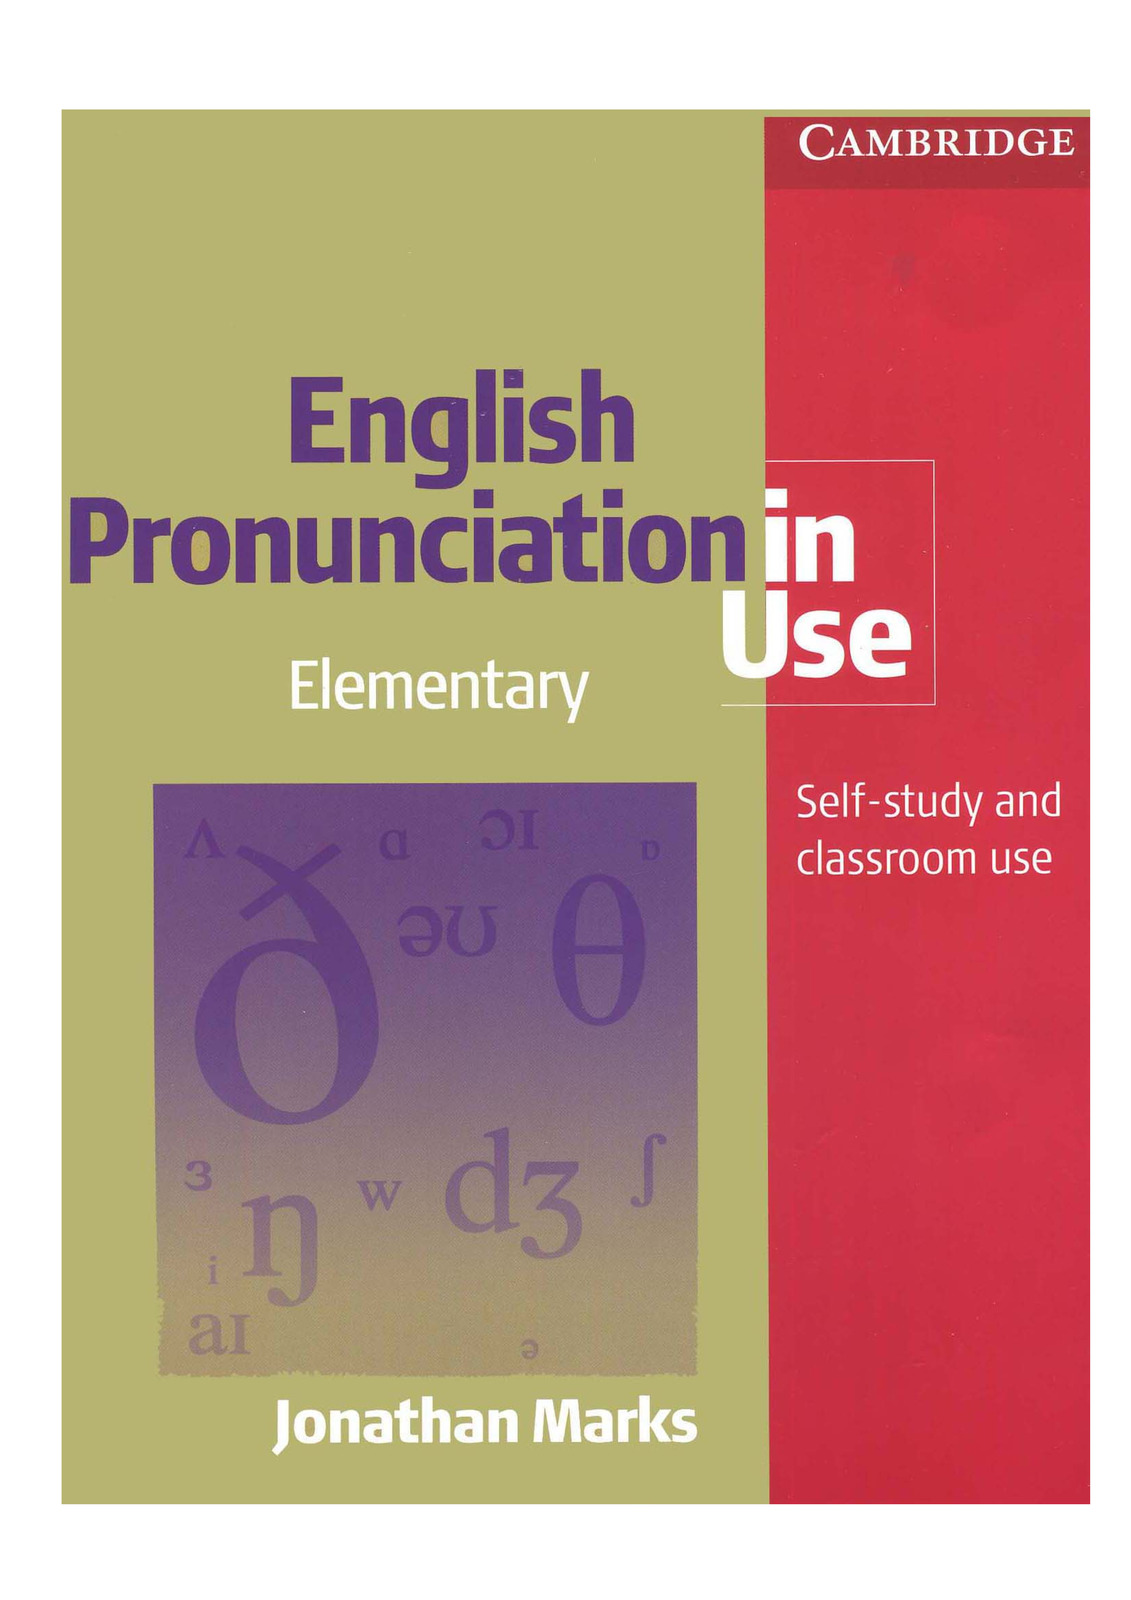 CAMBRIDGE
English
Pronunciation in
Use
Elementary
Self-study and
classroom use
ʌ ɑ ɔɪ ɒ
ð əʊ θ
ɜ ŋ w dʒ ʃ
i
aɪ ə
Jonathan Marks